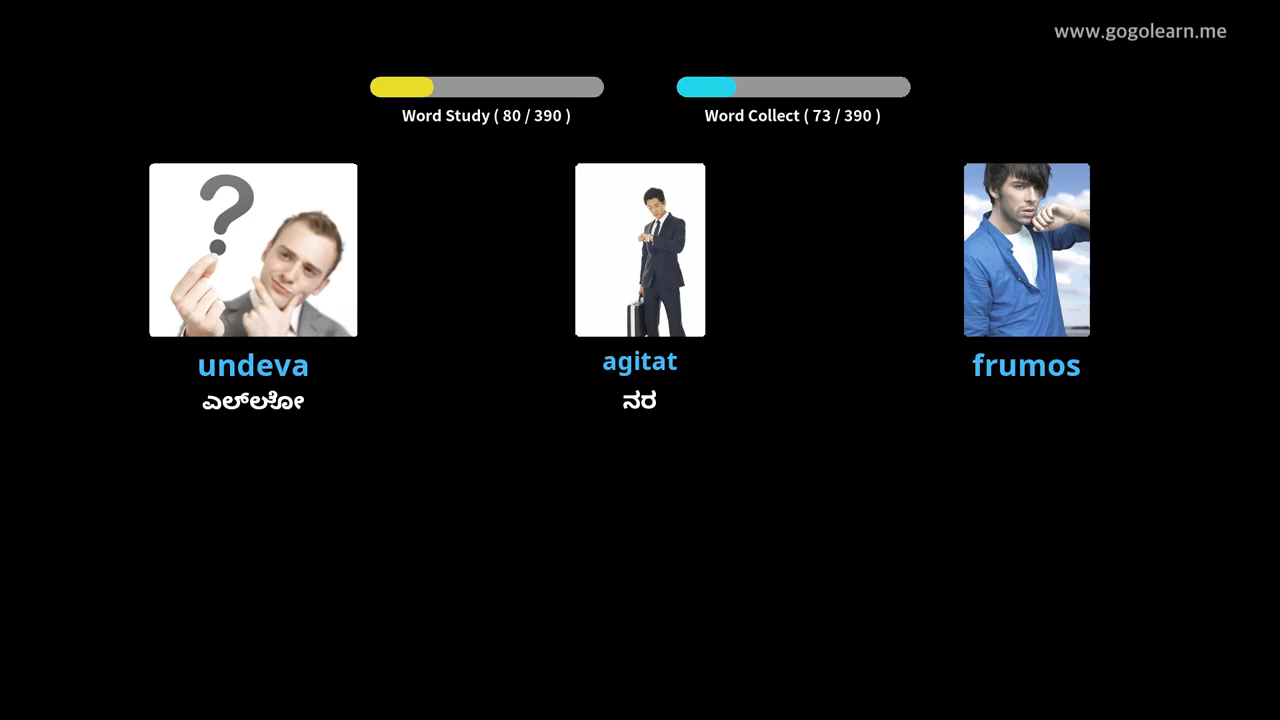 www.gogolearn.me
Word Study ( 80 / 390 )
Word Collect ( 73 / 390 )
undeva
agitat
frumos
ಎಲ್ಲೋ
ನರ